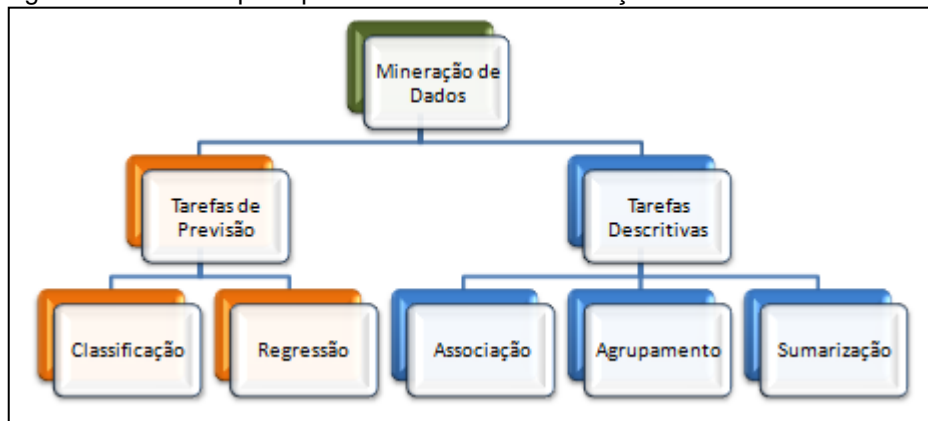 Mineração de
Dados
Tarefas de
Previsão
Tarefas
Descritivas
Classificação
Regressão
Associação
Agrupamento
Sumarização